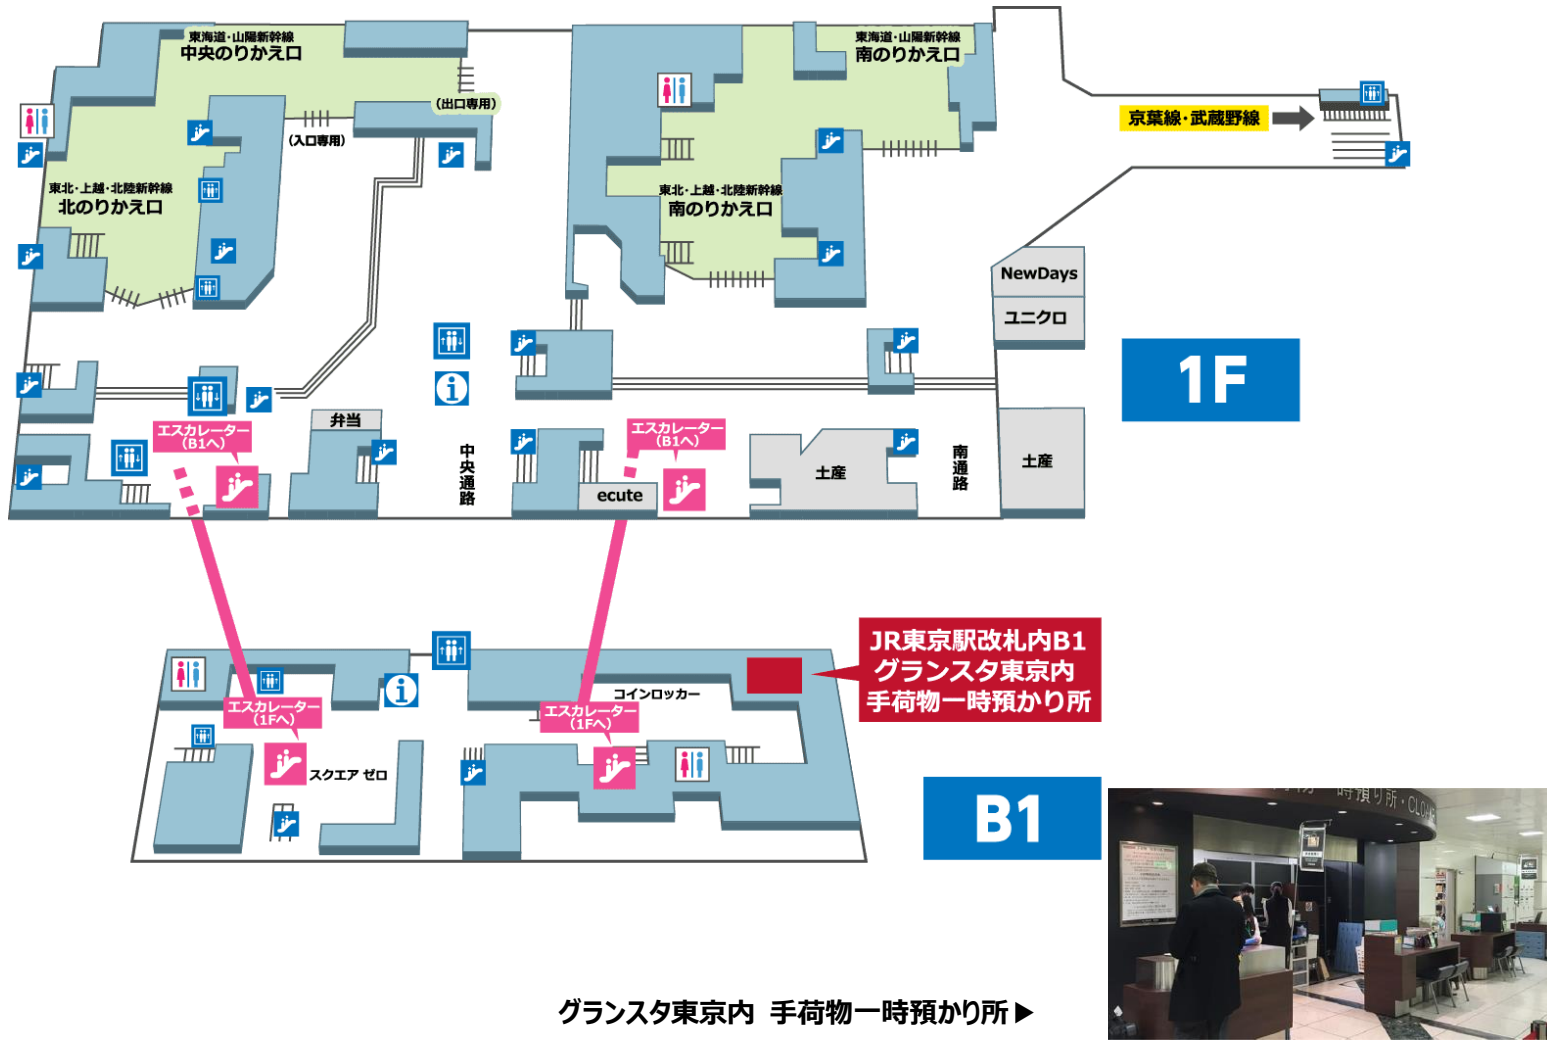 東海道・山陽新幹線
中央のりかえ口
東海道・山陽新幹線
南のりかえ口
(出口専用)
(入口専用)
京葉線・武蔵野線
東北・上越・北陸新幹線
北のりかえ口
東北・上越・北陸新幹線
南のりかえ口
NewDays
ユニクロ
1F
弁当
エスカレーター
(B1へ)
エスカレーター
(B1へ)
中央通路
南通路
土産
土産
ecute
JR東京駅改札内B1
グランスタ東京内
手荷物一時預かり所
コインロッカー
エスカレーター
(1Fへ)
エスカレーター
(1Fへ)
スクエア ゼロ
B1
時預り所・CLOAK
グランスタ東京内 手荷物一時預かり所▶